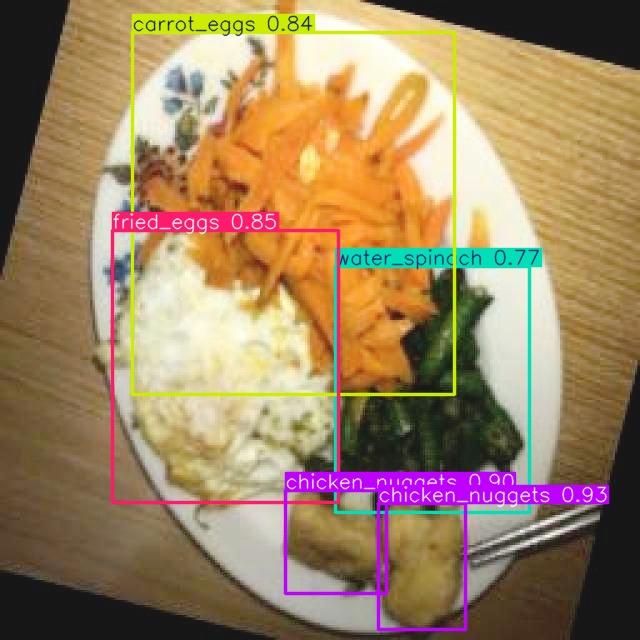 carrot_eggs 0.84
fried_eggs 0.85
water_spinach 0.77
chicken_nuggets 0.90
chicken_nuggets 0.93